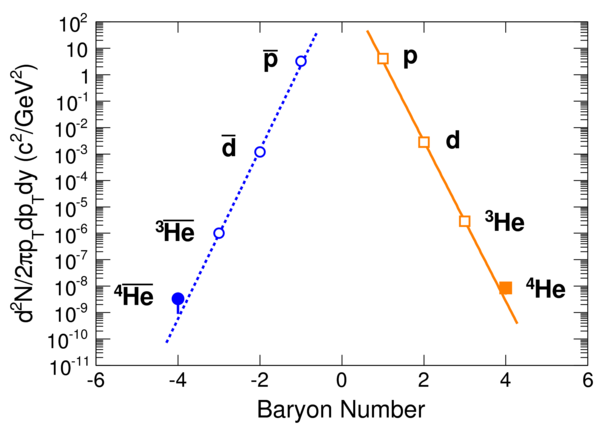 d²N/2πp_Tdp_Tdy (c²/GeV²)
10²
10
1
10⁻¹
10⁻²
10⁻³
10⁻⁴
10⁻⁵
10⁻⁶
10⁻⁷
10⁻⁸
10⁻⁹
10⁻¹⁰
10⁻¹¹
p̅ p
d̅ d
³H̅e̅ ³He
⁴H̅e̅ ⁴He
-6 -4 -2 0 2 4 6
Baryon Number